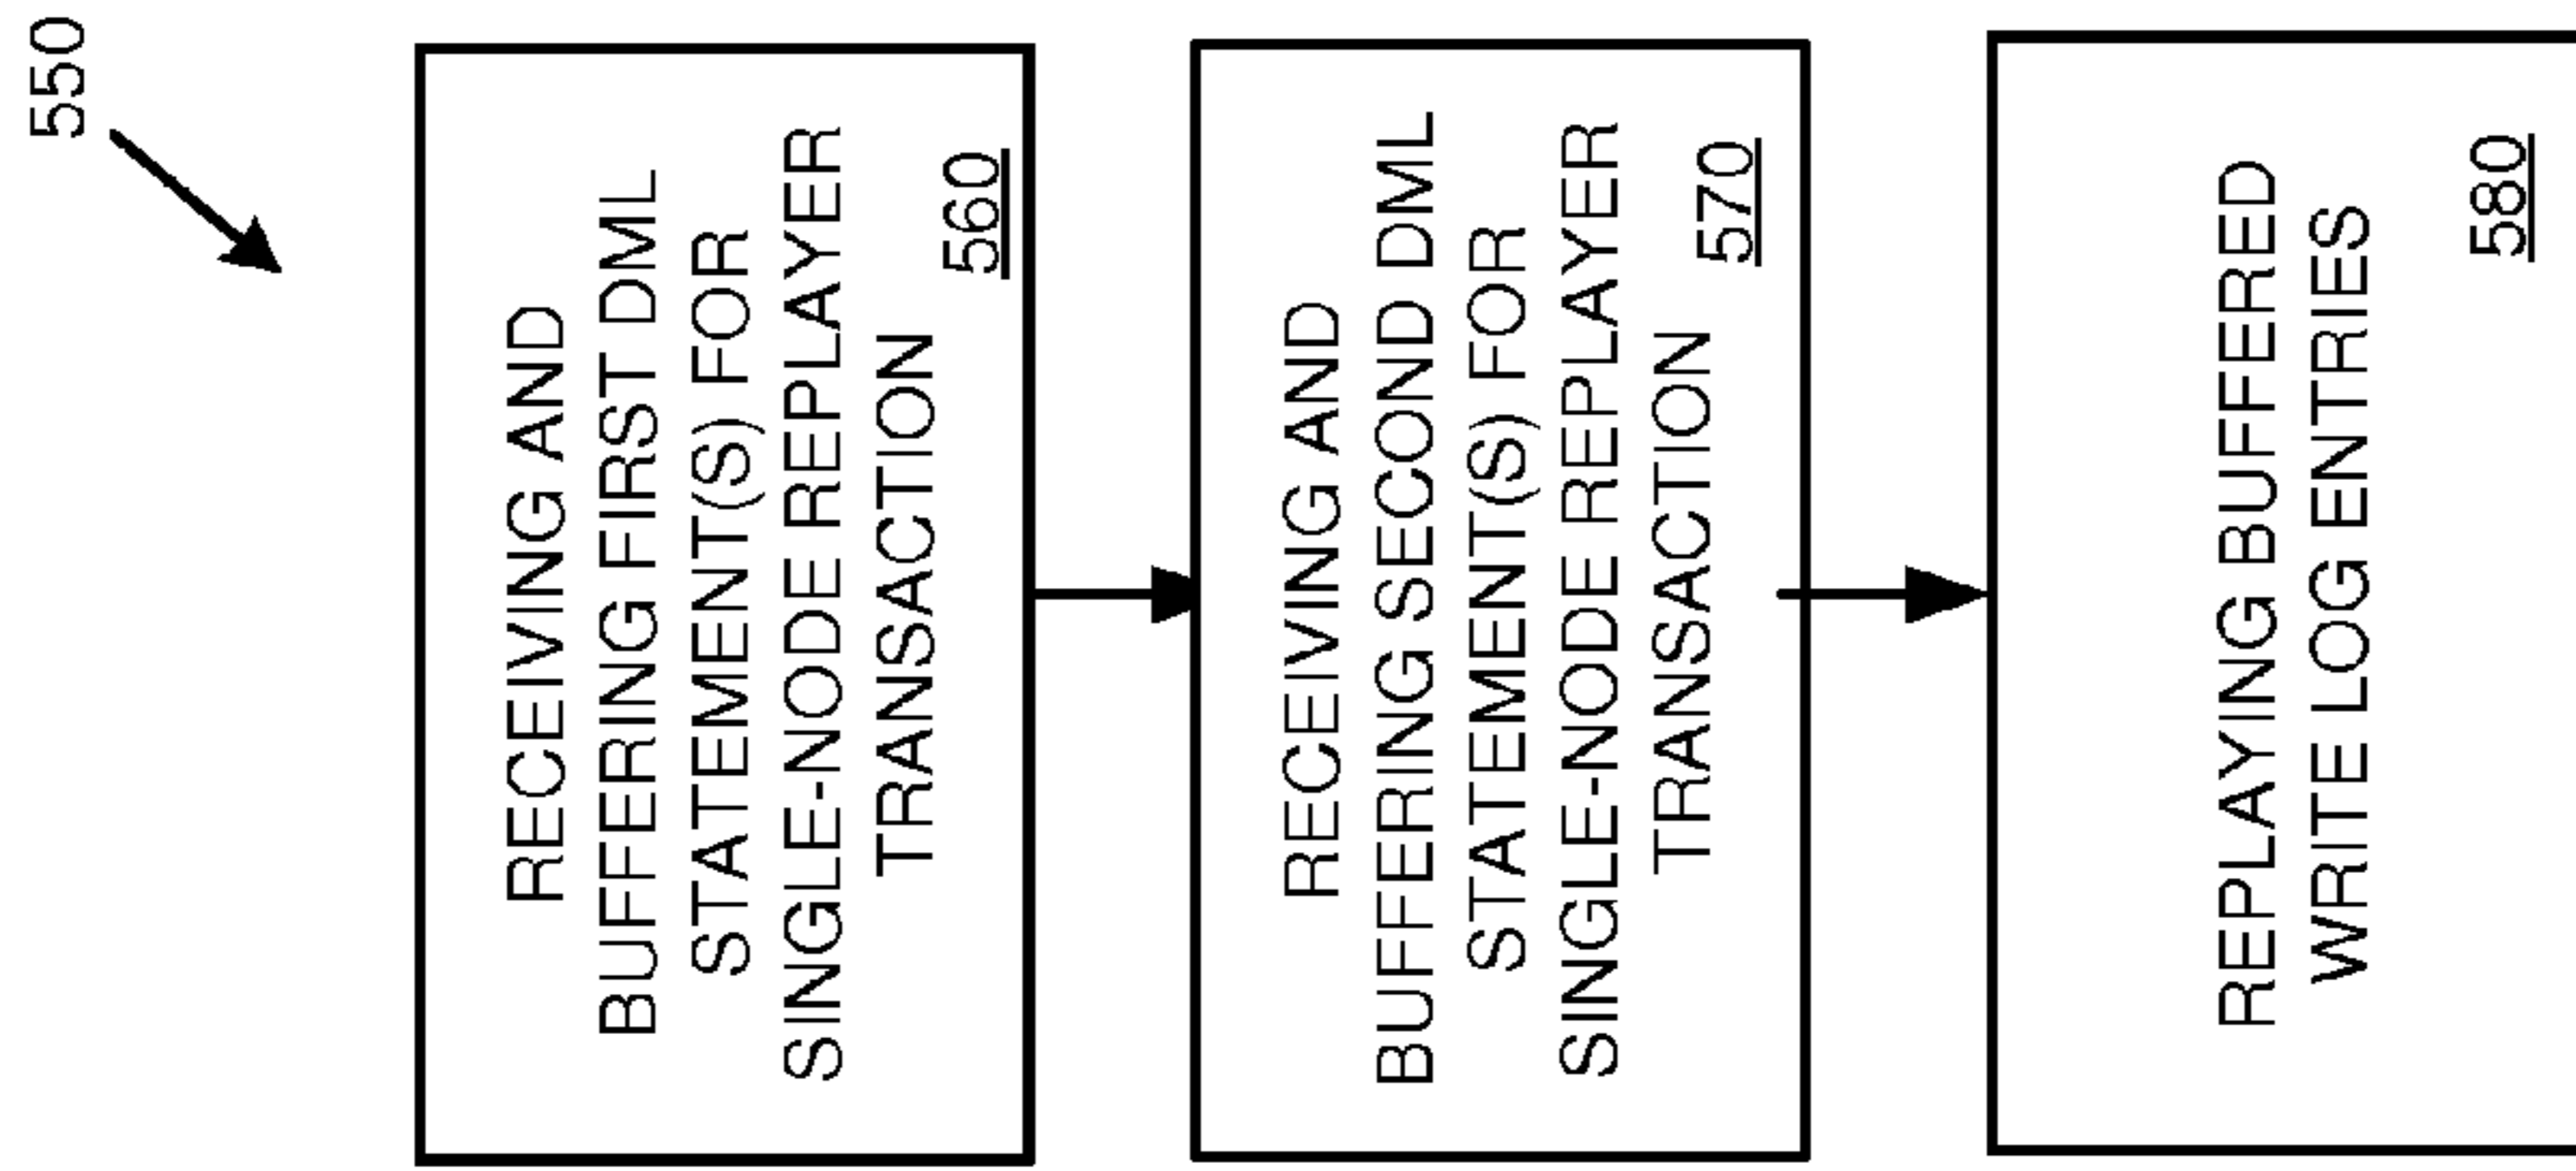 550
RECEIVING AND
BUFFERING FIRST DML
STATEMENT(S) FOR
SINGLE-NODE REPLAYER
TRANSACTION
560
RECEIVING AND
BUFFERING SECOND DML
STATEMENT(S) FOR
SINGLE-NODE REPLAYER
TRANSACTION
570
REPLAYING BUFFERED
WRITE LOG ENTRIES
580